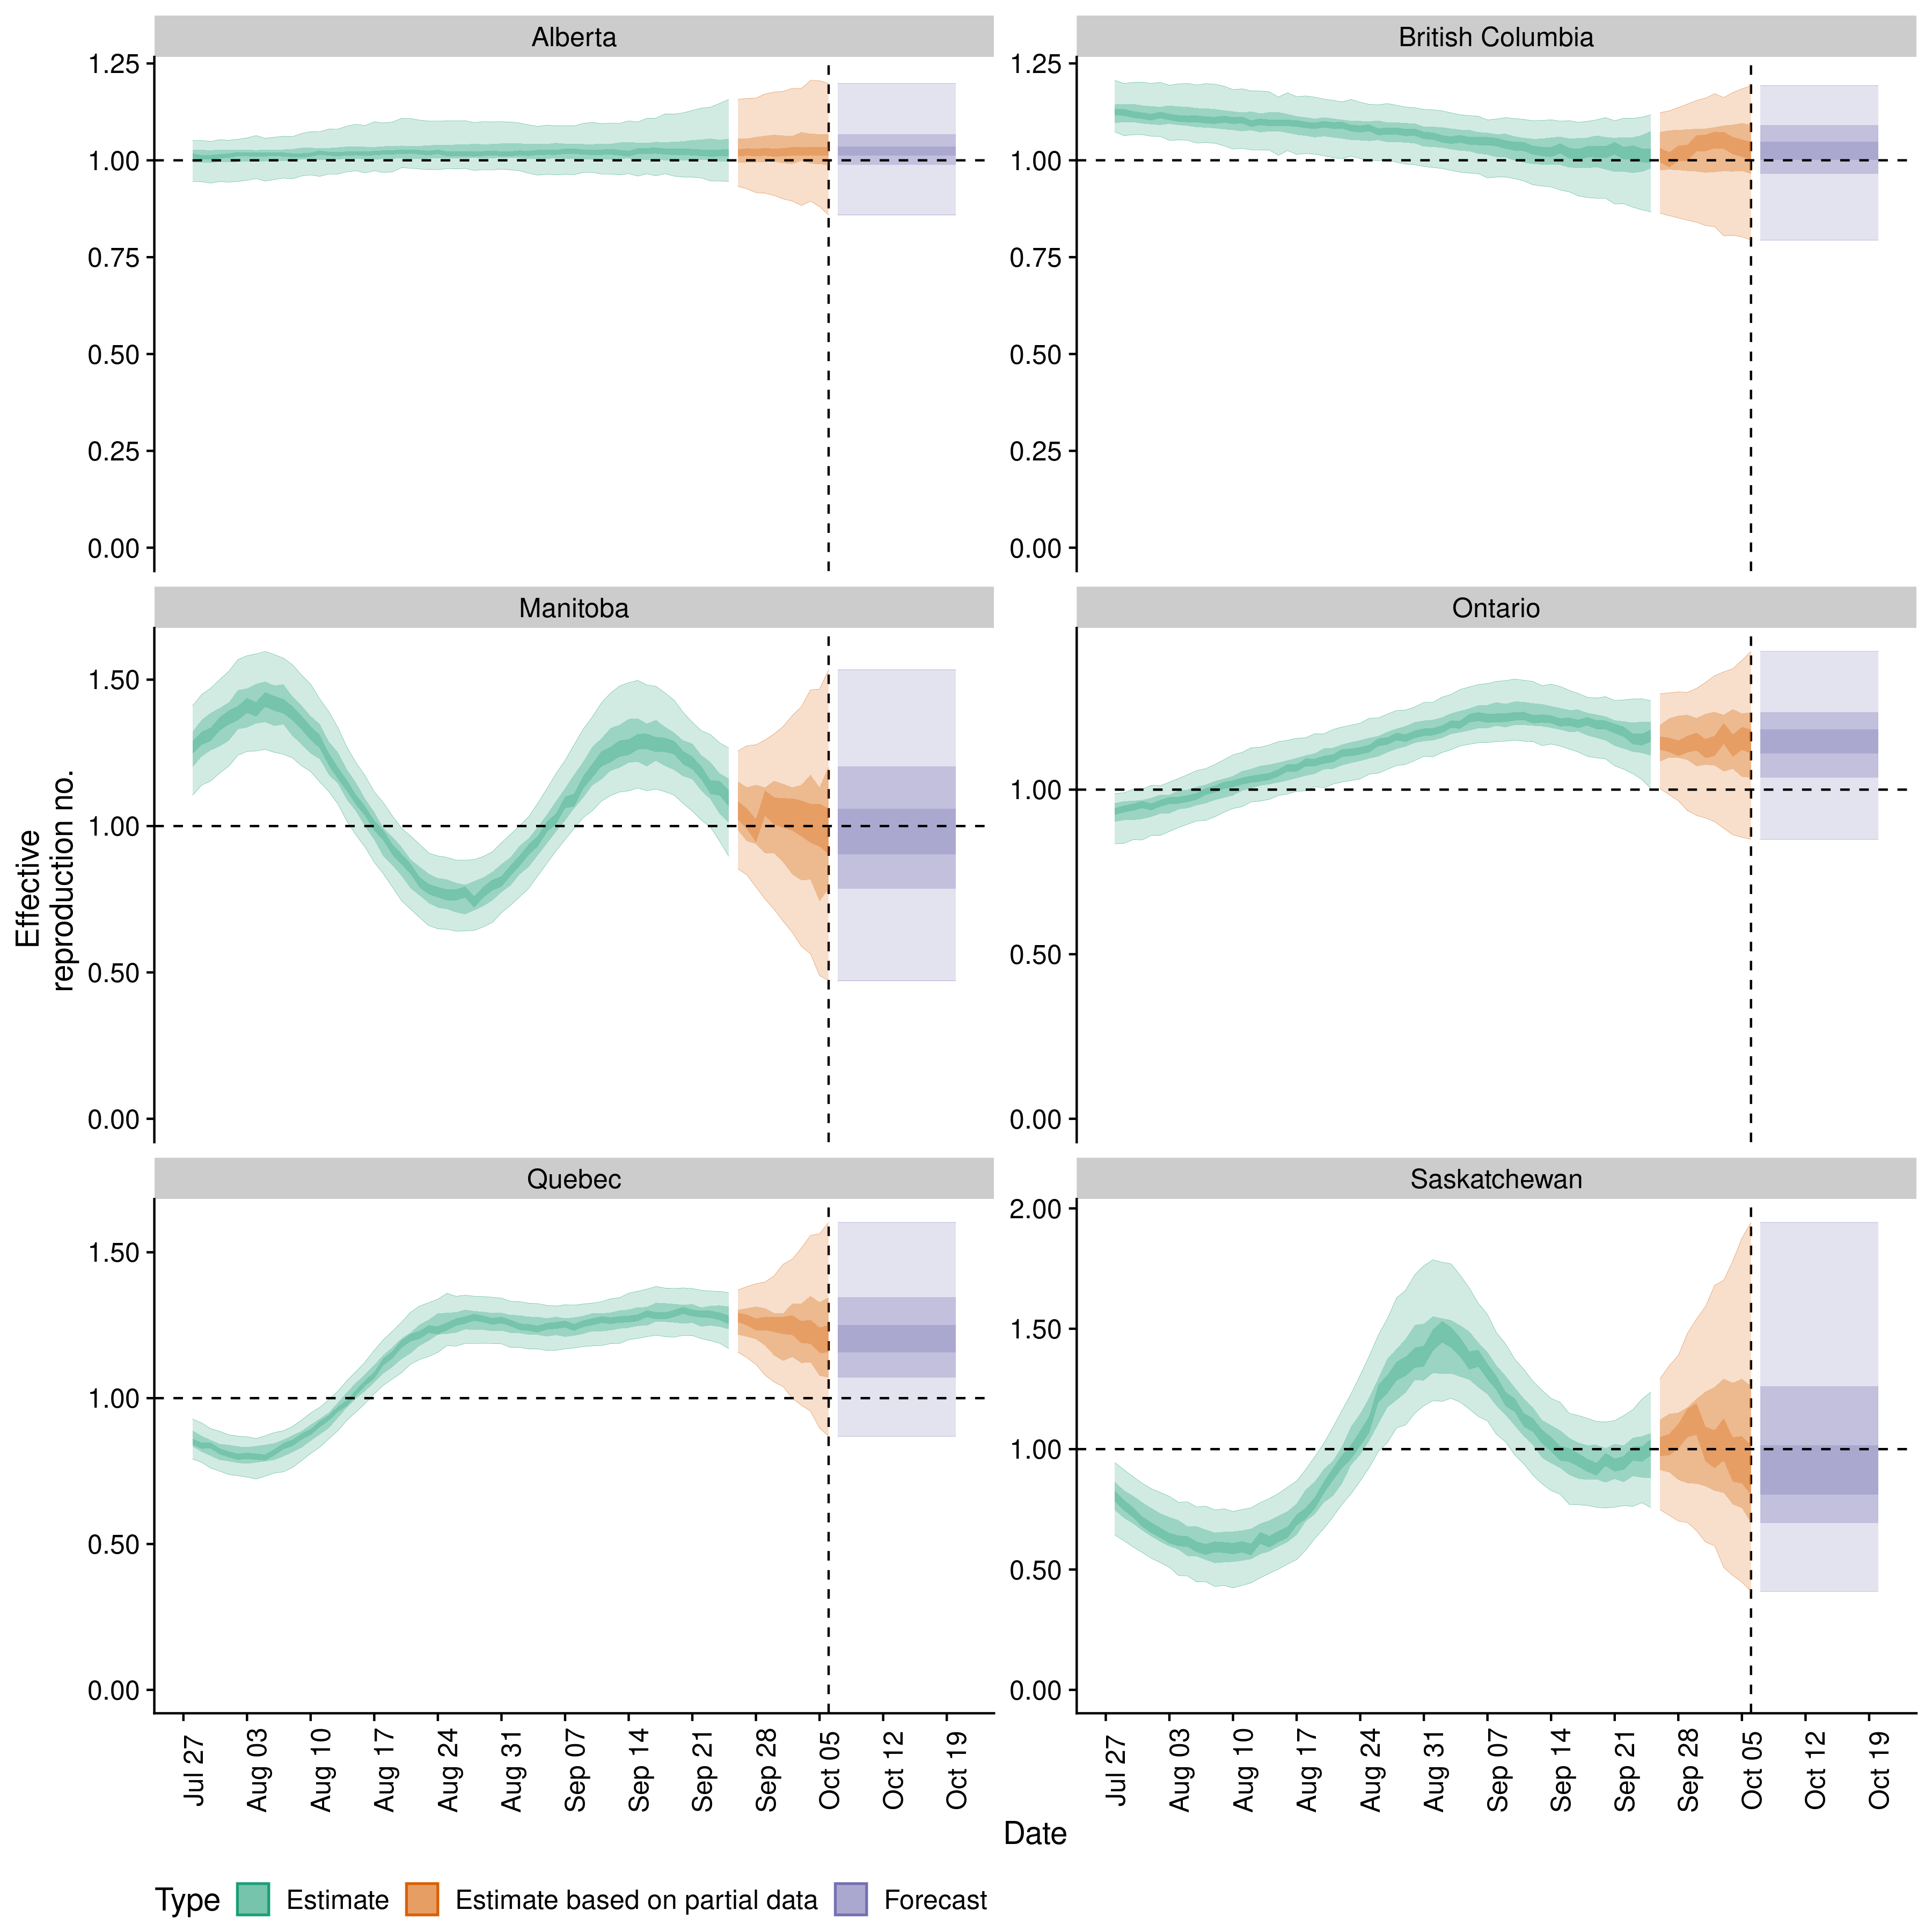 Alberta
British Columbia
1.25
1.00
0.75
0.50
0.25
0.00
1.25
1.00
0.75
0.50
0.25
0.00
Manitoba
Ontario
1.50
1.00
0.50
0.00
1.00
0.50
0.00
Effective
reproduction no.
Quebec
Saskatchewan
1.50
1.00
0.50
0.00
2.00
1.50
1.00
0.50
0.00
Jul 27
Aug 03
Aug 10
Aug 17
Aug 24
Aug 31
Sep 07
Sep 14
Sep 21
Sep 28
Oct 05
Oct 12
Oct 19
Jul 27
Aug 03
Aug 10
Aug 17
Aug 24
Aug 31
Sep 07
Sep 14
Sep 21
Sep 28
Oct 05
Oct 12
Oct 19
Date
Type Estimate Estimate based on partial data Forecast